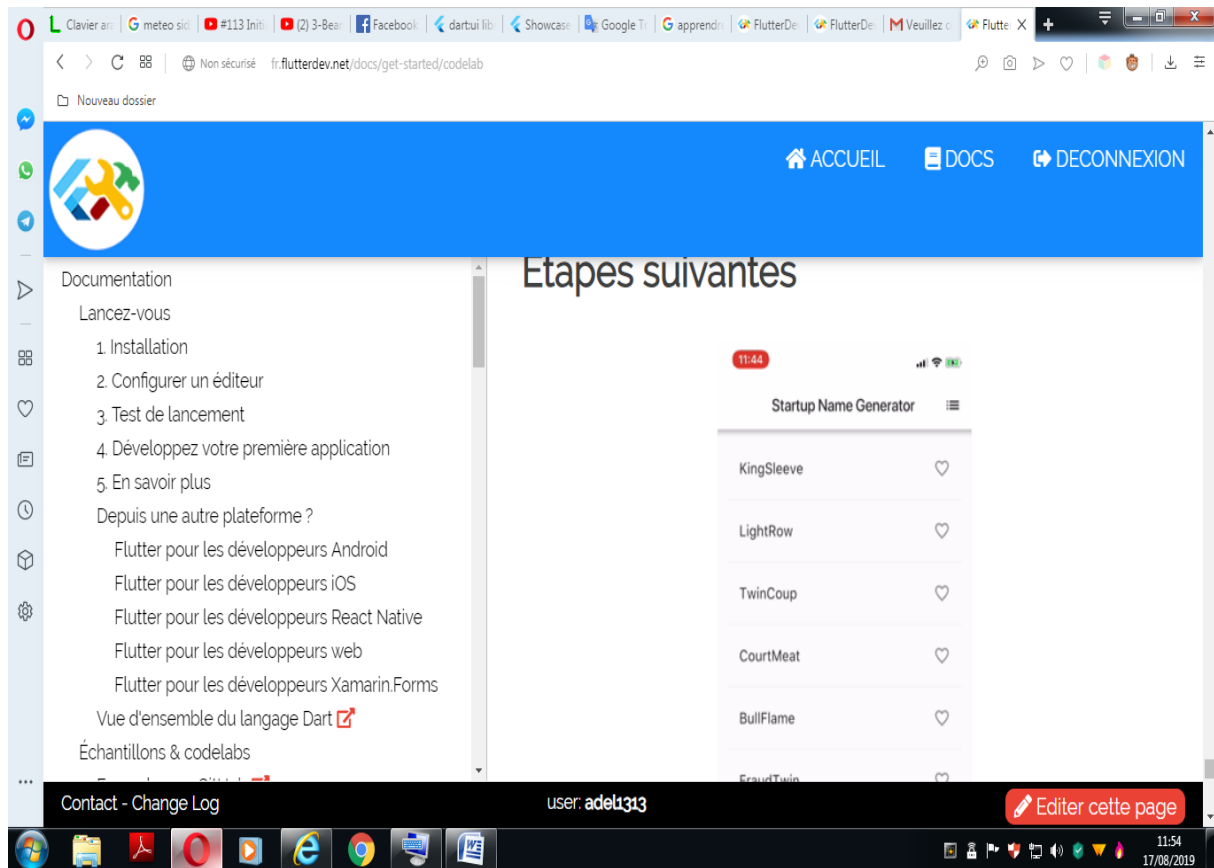 Clavier ara
meteo sid
#113 Initi
(2) 3-Bear
Facebook
dart:ui lib
Showcase
Google Tr
apprendre
FlutterDe
FlutterDev
Veuillez c
Flutte
Non sécurisé fr.flutterdev.net/docs/get-started/codelab
Nouveau dossier
ACCUEIL DOCS DECONNEXION
Documentation
Lancez-vous
1. Installation
2. Configurer un éditeur
3. Test de lancement
4. Développez votre première application
5. En savoir plus
Depuis une autre plateforme ?
Flutter pour les développeurs Android
Flutter pour les développeurs iOS
Flutter pour les développeurs React Native
Flutter pour les développeurs web
Flutter pour les développeurs Xamarin.Forms
Vue d'ensemble du langage Dart
Échantillons & codelabs
Etapes suivantes
11:44
Startup Name Generator
KingSleeve
LightRow
TwinCoup
CourtMeat
BullFlame
FraudTwin
Contact - Change Log
user: adel1313
Editer cette page
11:54
17/08/2019